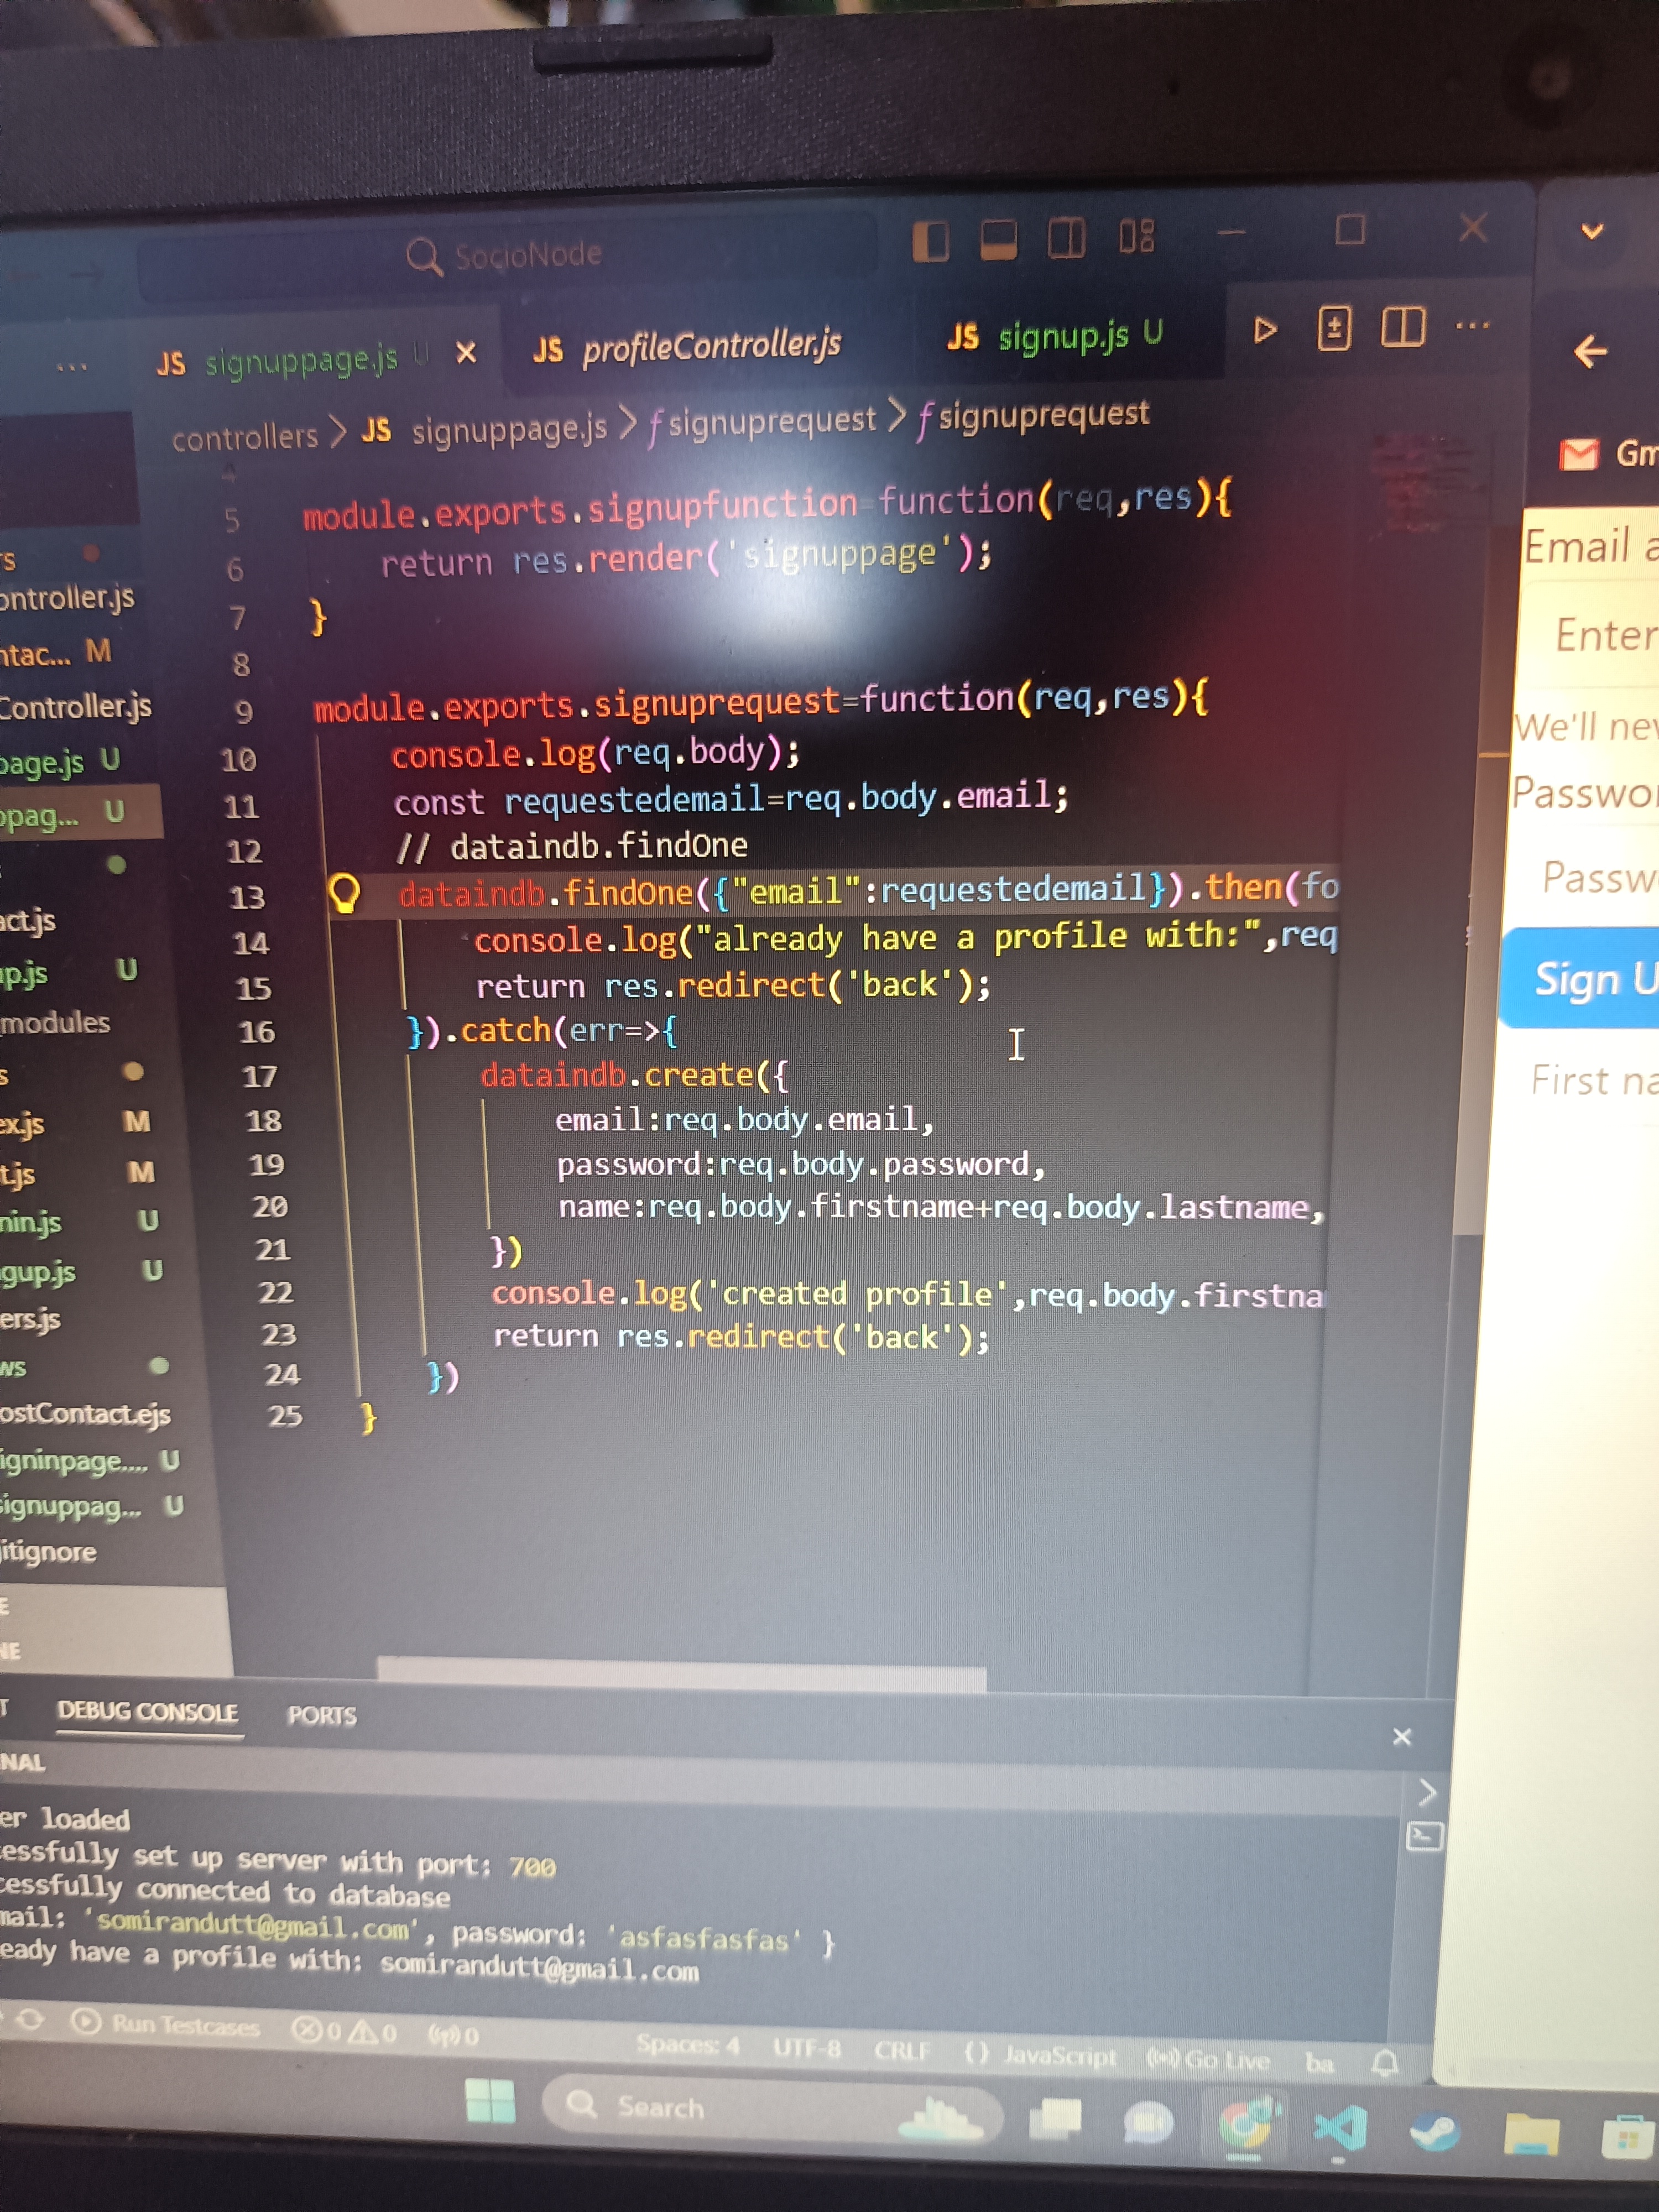 SocioNode
JS signuppage.js U
JS profileController.js
JS signup.js U
controllers > JS signuppage.js > signuprequest > signuprequest
4
5 module.exports.signupfunction=function(req,res){
6 return res.render('signuppage');
7 }
8
9 module.exports.signuprequest=function(req,res){
10 console.log(req.body);
11 const requestedemail=req.body.email;
12 // dataindb.findOne
13 dataindb.findOne({"email":requestedemail}).then(fo
14 console.log("already have a profile with:",req
15 return res.redirect('back');
16 }).catch(err=>{
17 dataindb.create({
18 email:req.body.email,
19 password:req.body.password,
20 name:req.body.firstname+req.body.lastname,
21 })
22 console.log('created profile',req.body.firstna
23 return res.redirect('back');
24 })
25 }
s
ontroller.js
ntac... M
Controller.js
page.js U
ppag... U
act.js
up.js U
modules
s
ex.js M
t.js M
nin.js U
gup.js U
ers.js
ws
ostContact.ejs
igninpage.... U
signuppag... U
itignore
E
NE
T DEBUG CONSOLE PORTS
NAL
er loaded
cessfully set up server with port: 700
cessfully connected to database
mail: 'somirandutt@gmail.com', password: 'asfasfasfas' }
eady have a profile with: somirandutt@gmail.com
Run Testcases 0 0 0 Spaces: 4 UTF-8 CRLF {} JavaScript Go Live ba
Search
Gm
Email a
Enter
We'll nev
Passwor
Passw
Sign U
First na